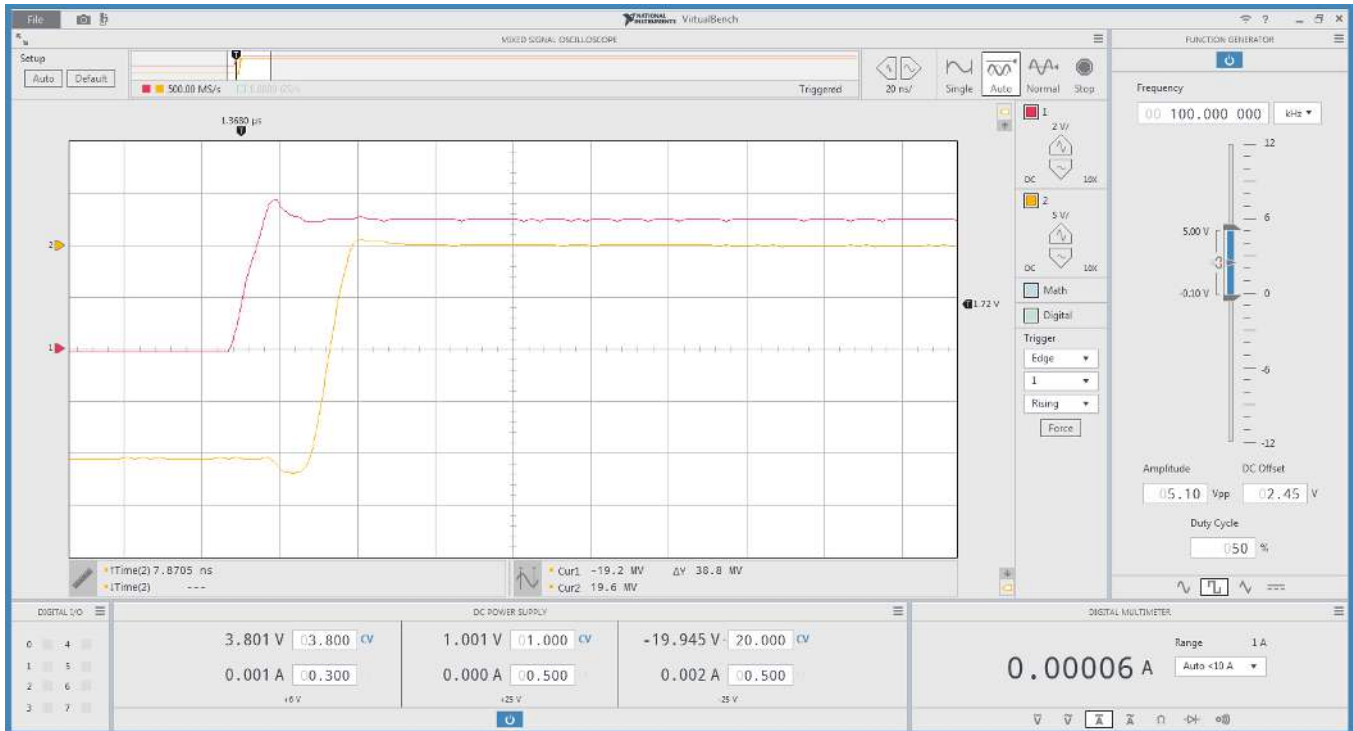 File
NATIONAL INSTRUMENTS VirtualBench
?
MIXED SIGNAL OSCILLOSCOPE
Setup
Auto Default
T
500.00 MS/s
Triggered
20 ns/
Single Auto Normal Stop
1.3680 µs
T
2
1
T 1.72 V
1
2 V/
DC 10X
2
5 V/
DC 10X
Math
Digital
Trigger
Edge
1
Rising
Force
↑Time(2) 7.8705 ns
↓Time(2) ---
Cur1 -19.2 MV ΔY 38.8 MV
Cur2 19.6 MV
FUNCTION GENERATOR
Frequency
00 100.000 000 kHz
12
6
5.00 V
-0.10 V
0
-6
-12
Amplitude DC Offset
05.10 Vpp 02.45 V
Duty Cycle
050 %
DIGITAL I/O
0 4
1 5
2 6
3 7
DC POWER SUPPLY
3.801 V 03.800 CV
0.001 A 00.300
+6 V
1.001 V 01.000 CV
0.000 A 00.500
+25 V
-19.945 V - 20.000 CV
0.002 A 00.500
-25 V
DIGITAL MULTIMETER
0.00006 A
Range 1 A
Auto <10 A
V V A A Ω